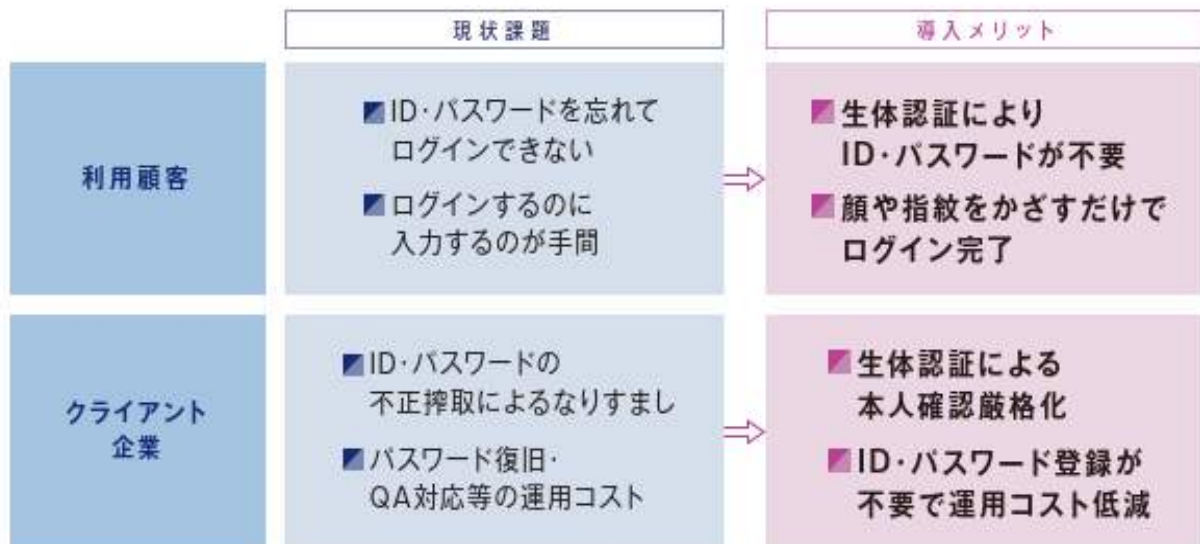 現状課題
導入メリット
利用顧客
■ID･パスワードを忘れて
ログインできない
■ログインするのに
入力するのが手間
■生体認証により
ID･パスワードが不要
■顔や指紋をかざすだけで
ログイン完了
クライアント
企業
■ID･パスワードの
不正搾取によるなりすまし
■パスワード復旧･
QA対応等の運用コスト
■生体認証による
本人確認厳格化
■ID･パスワード登録が
不要で運用コスト低減